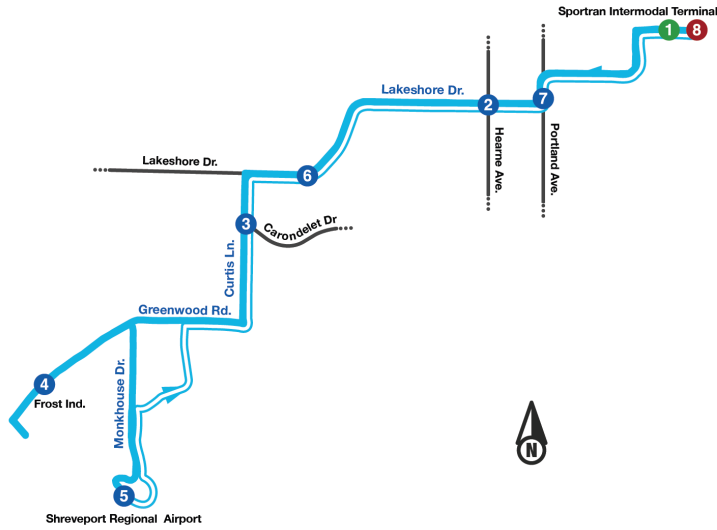 Sportran Intermodal Terminal
1
8
Lakeshore Dr.
2
7
Hearne Ave.
Portland Ave.
Lakeshore Dr.
6
3
Carondelet Dr
Curtis Ln.
Greenwood Rd.
4
Frost Ind.
Monkhouse Dr.
N
5
Shreveport Regional Airport